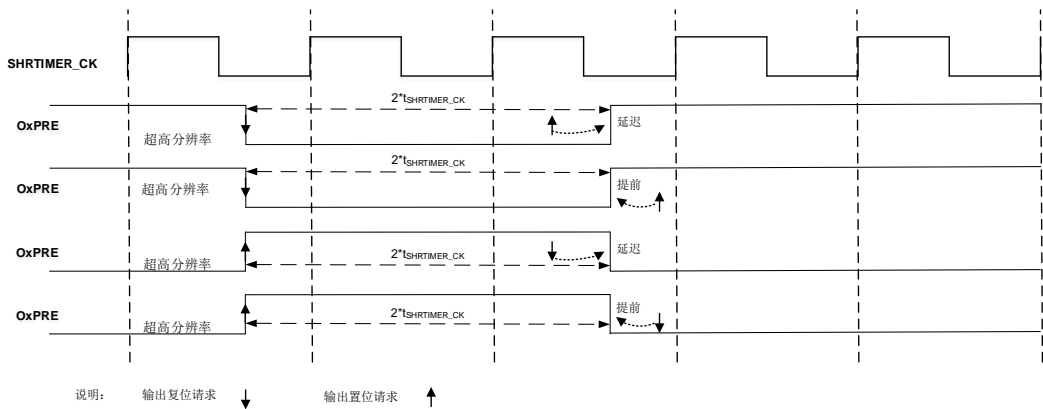 SHRTIMER_CK
2*tSHRTIMER_CK
OxPRE
超高分辨率
延迟
2*tSHRTIMER_CK
OxPRE
超高分辨率
提前
OxPRE
超高分辨率
2*tSHRTIMER_CK
延迟
OxPRE
超高分辨率
2*tSHRTIMER_CK
提前
说明： 输出复位请求 输出置位请求